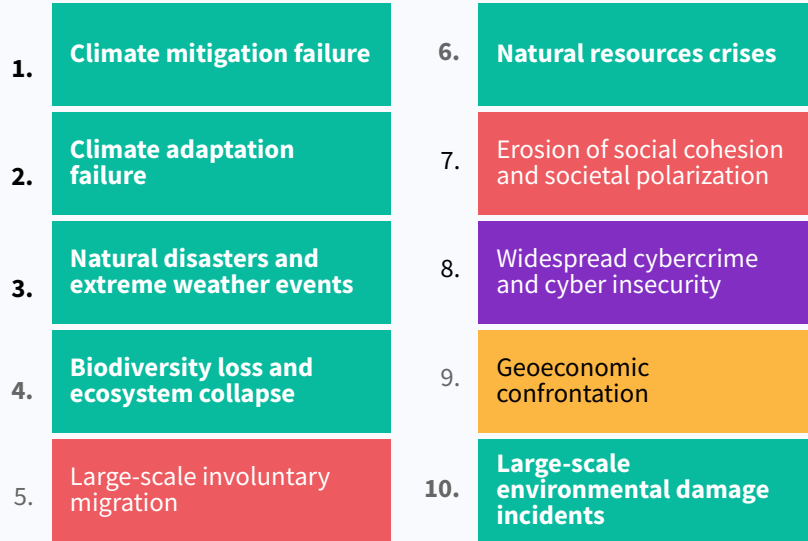 1.
Climate mitigation failure
2.
Climate adaptation
failure
3.
Natural disasters and
extreme weather events
4.
Biodiversity loss and
ecosystem collapse
5.
Large-scale involuntary
migration
6.
Natural resources crises
7.
Erosion of social cohesion
and societal polarization
8.
Widespread cybercrime
and cyber insecurity
9.
Geoeconomic
confrontation
10.
Large-scale
environmental damage
incidents